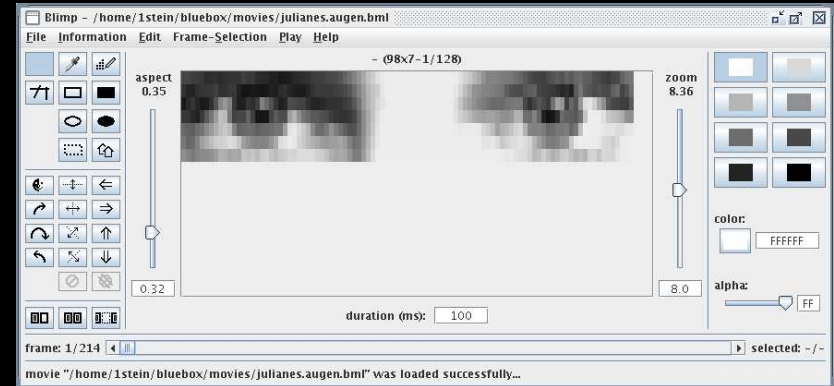 Blimp - /home/1stein/bluebox/movies/julianes.augen.bml
File Information Edit Frame-Selection Play Help
- (98x7-1/128)
aspect
0.35
zoom
8.36
color:
FFFFFF
0.32
8.0
alpha:
FF
duration (ms): 100
frame: 1/214
selected: -/-
movie "/home/1stein/bluebox/movies/julianes.augen.bml" was loaded successfully...